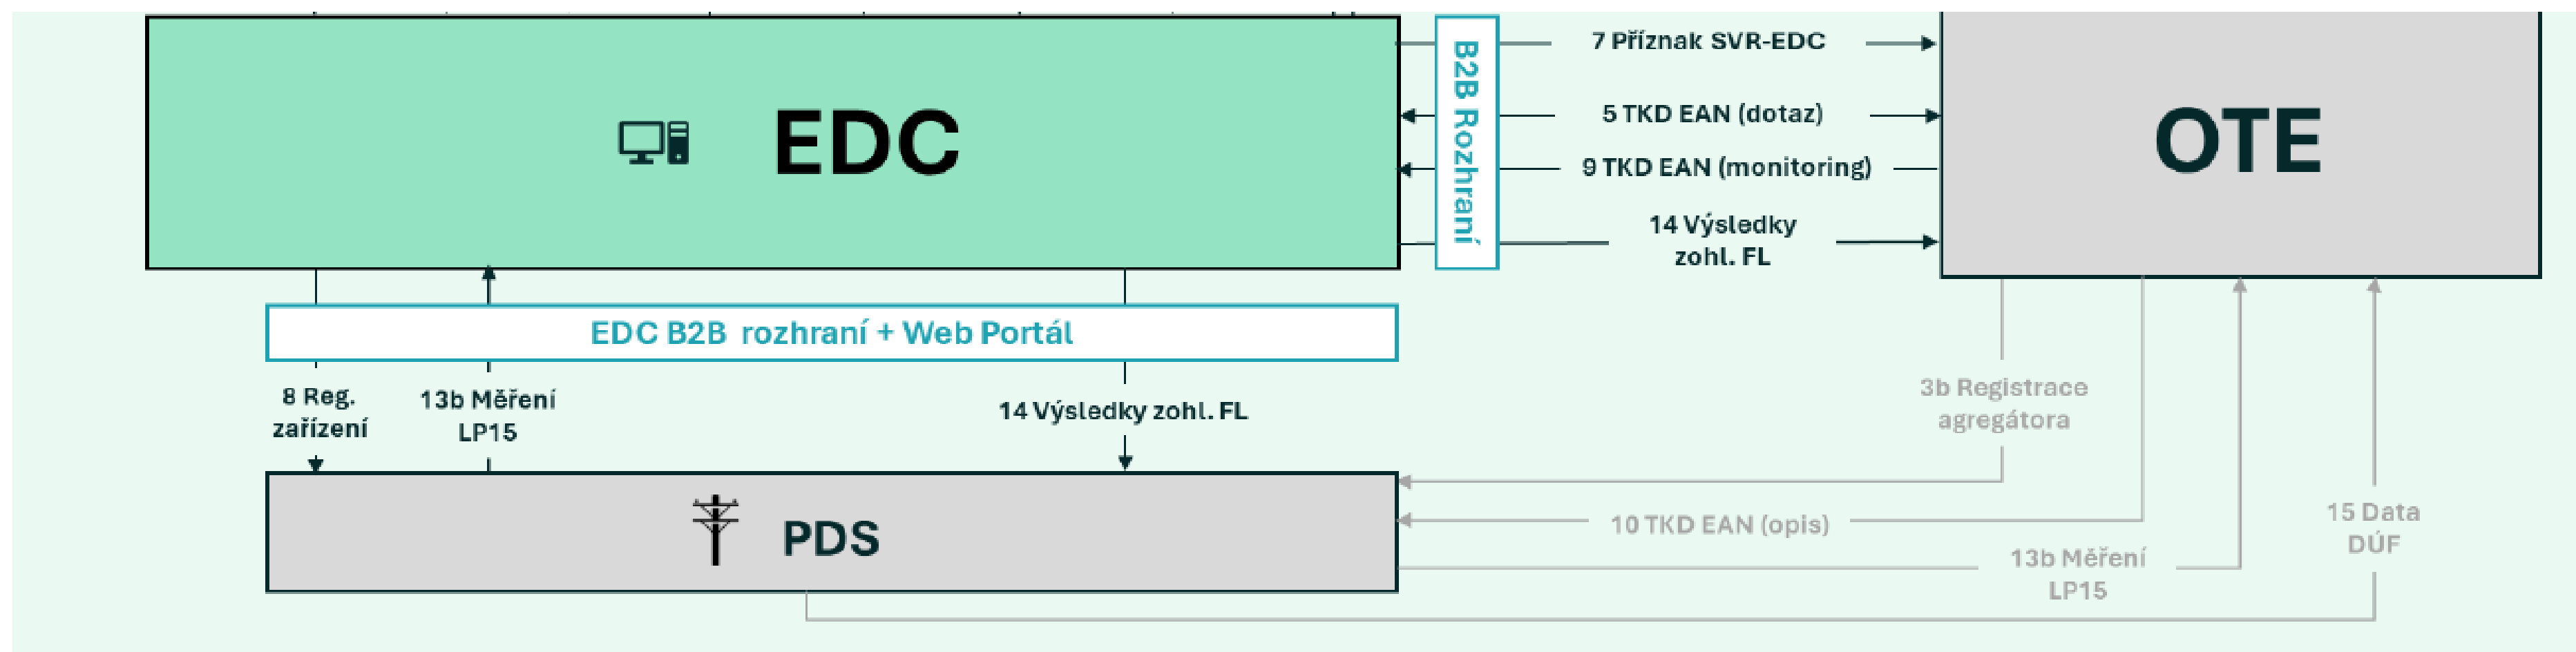 EDC
B2B Rozhraní
7 Příznak SVR-EDC
5 TKD EAN (dotaz)
9 TKD EAN (monitoring)
14 Výsledky
zohl. FL
OTE
EDC B2B rozhraní + Web Portál
8 Reg.
zařízení
13b Měření
LP15
14 Výsledky zohl. FL
3b Registrace
agregátora
PDS
10 TKD EAN (opis)
13b Měření
LP15
15 Data
DÚF